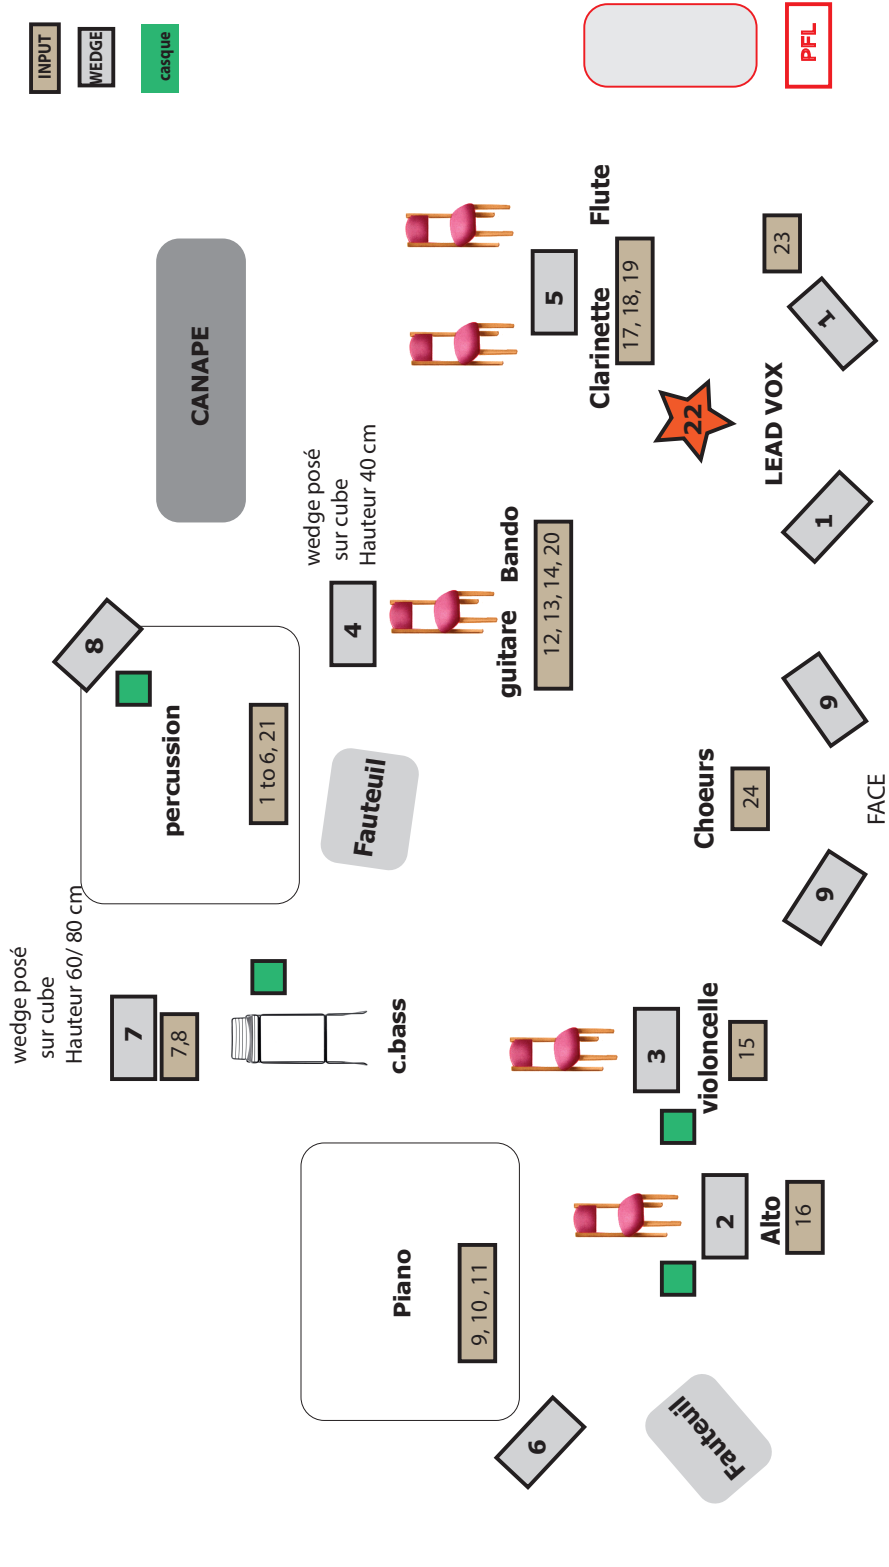 wedge posé
sur cube
Hauteur 60/ 80 cm
INPUT
WEDGE
casque
8
7
7,8
percussion
CANAPE
1 to 6, 21
wedge posé
sur cube
Hauteur 40 cm
4
Fauteuil
c.bass
Piano
9, 10 , 11
guitare Bando
12, 13, 14, 20
5
Clarinette Flute
17, 18, 19
6
3
violoncelle
15
22
Fauteuil
2
Alto
16
Choeurs
24
LEAD VOX
23
PFL
9
9
1
1
FACE